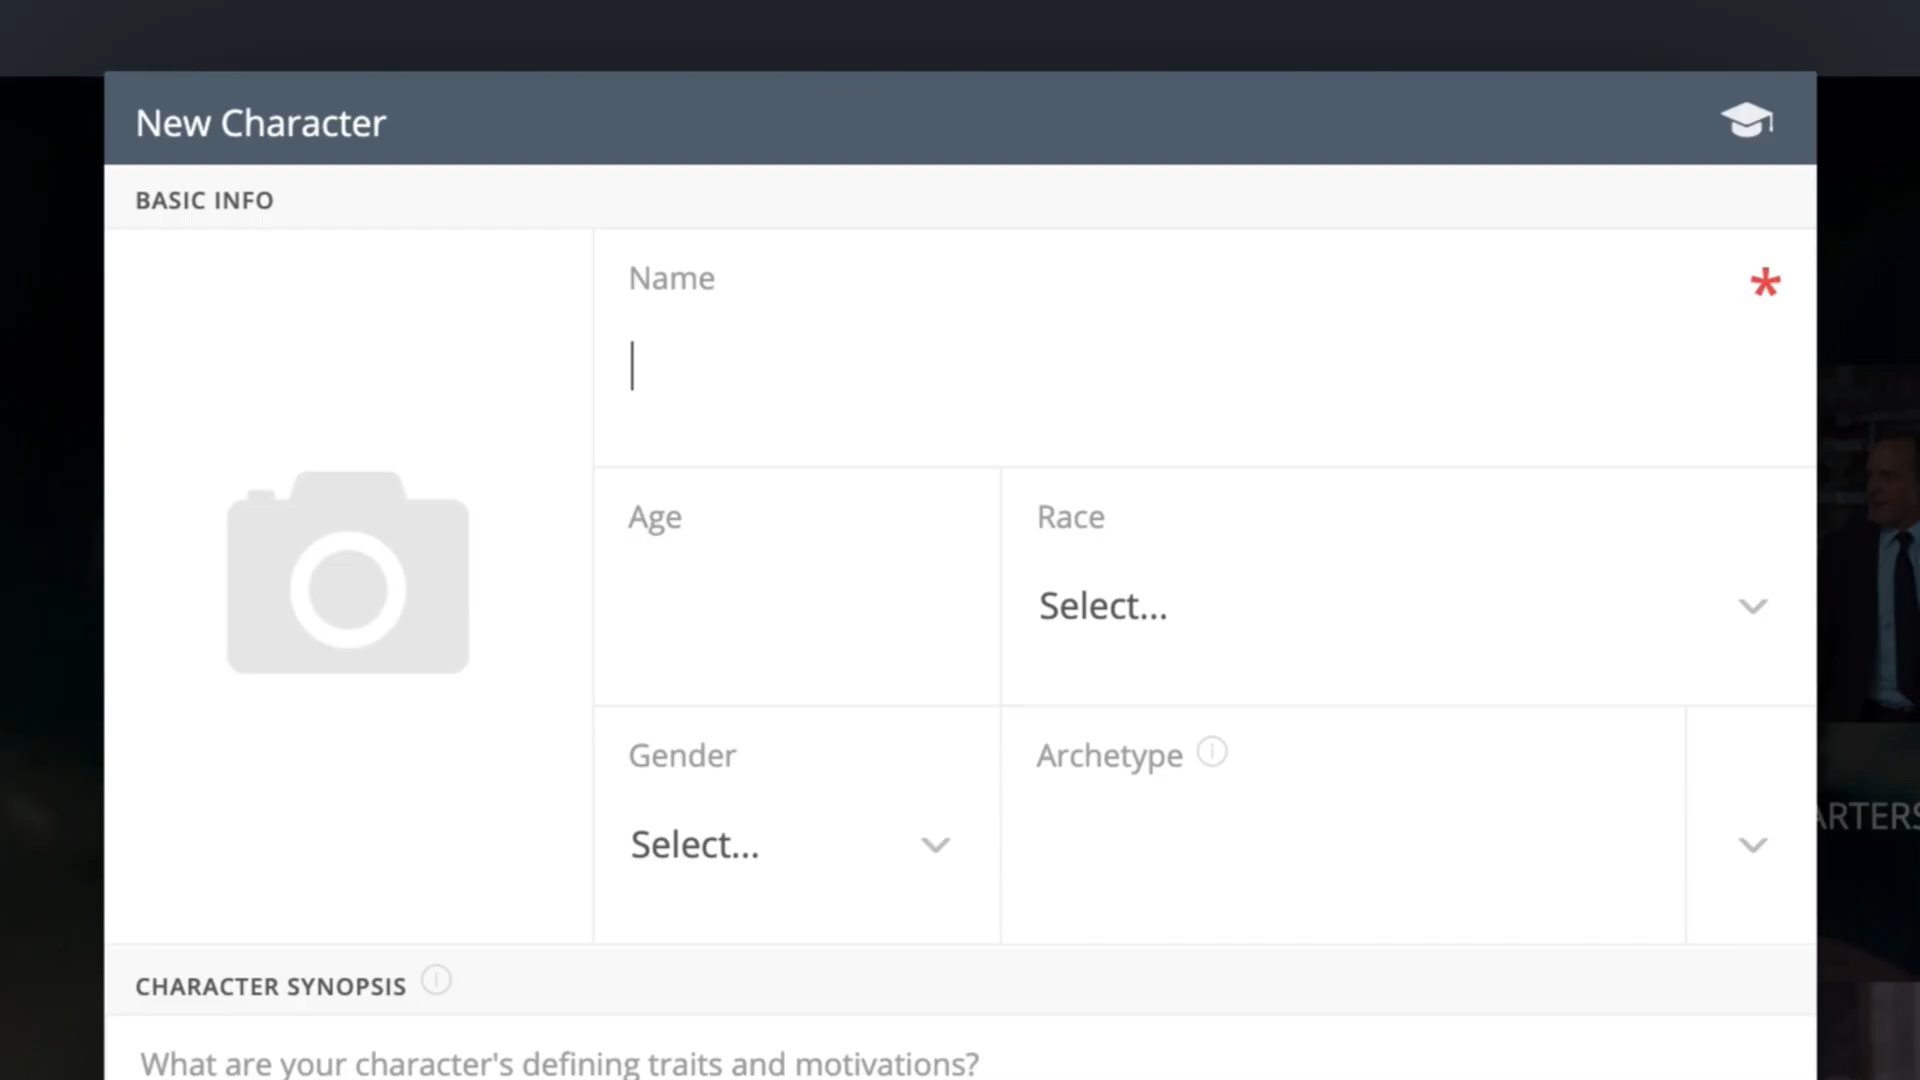 New Character
BASIC INFO
Name
*
Age
Race
Select...
Gender
Archetype
Select...
ARTERS
CHARACTER SYNOPSIS
What are your character's defining traits and motivations?